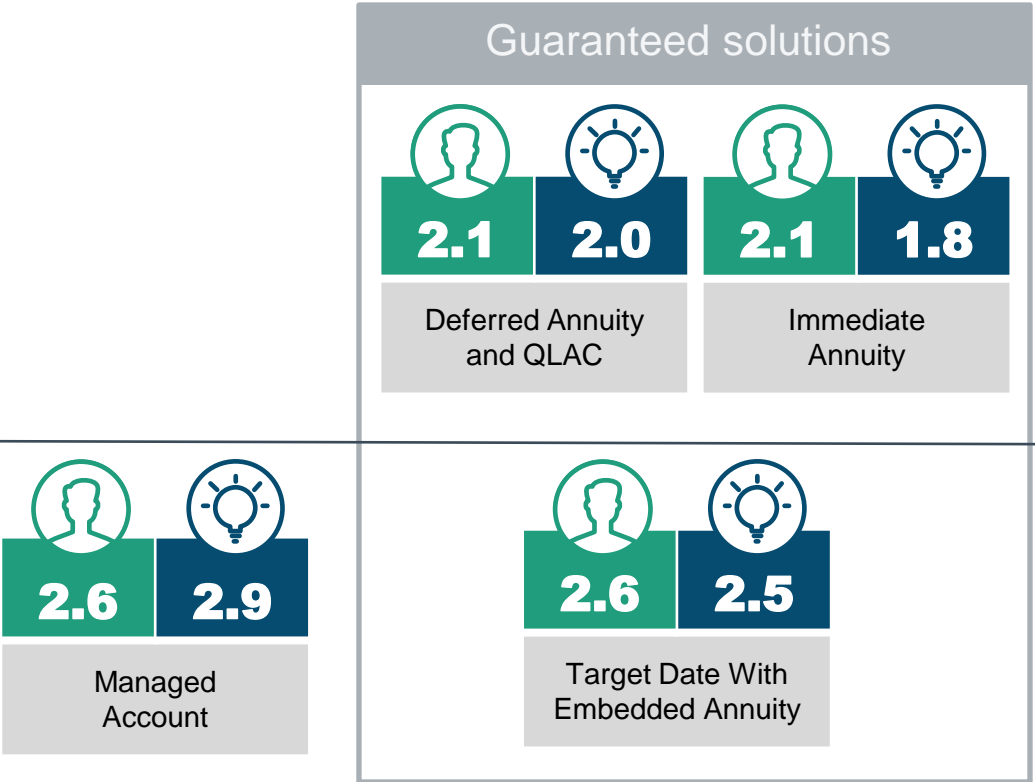 Guaranteed solutions
2.1 2.0 2.1 1.8
Deferred Annuity
and QLAC
Immediate
Annuity
2.6 2.9
Managed
Account
2.6 2.5
Target Date With
Embedded Annuity